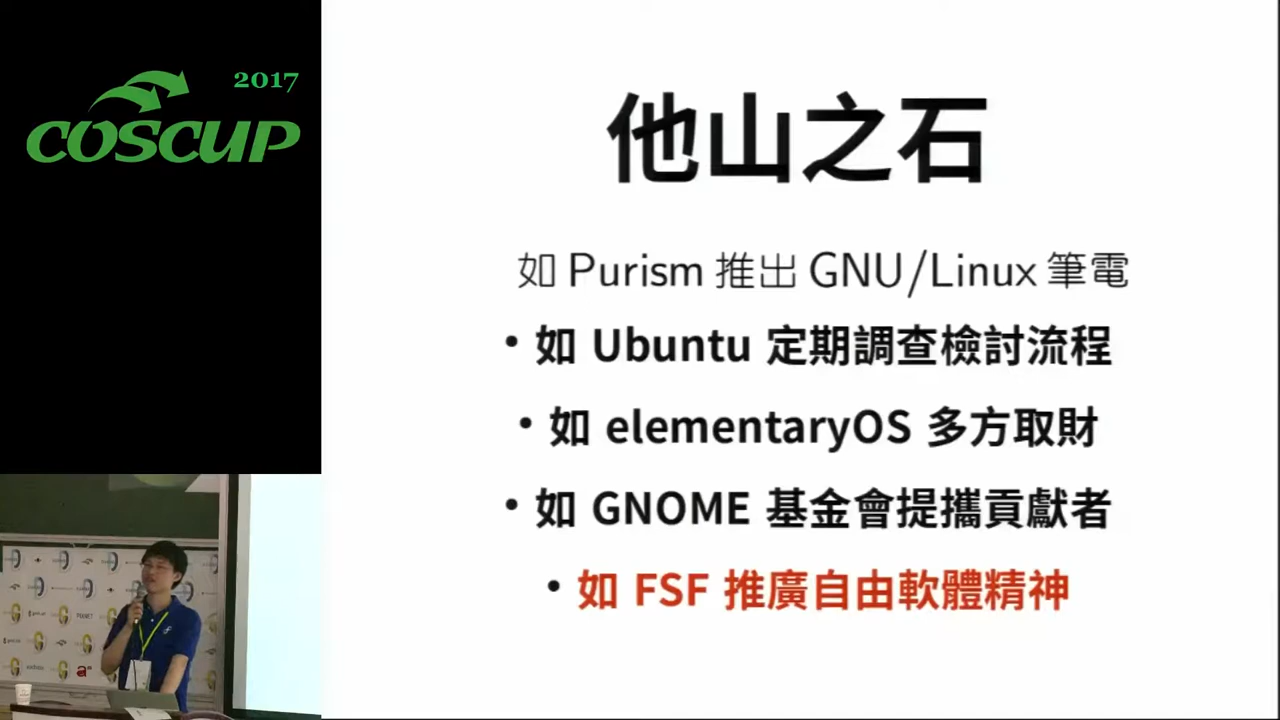 2017
COSCUP
他山之石
如 Purism 推出 GNU/Linux 筆電
• 如 Ubuntu 定期調查檢討流程
• 如 elementaryOS 多方取財
• 如 GNOME 基金會提攜貢獻者
• 如 FSF 推廣自由軟體精神